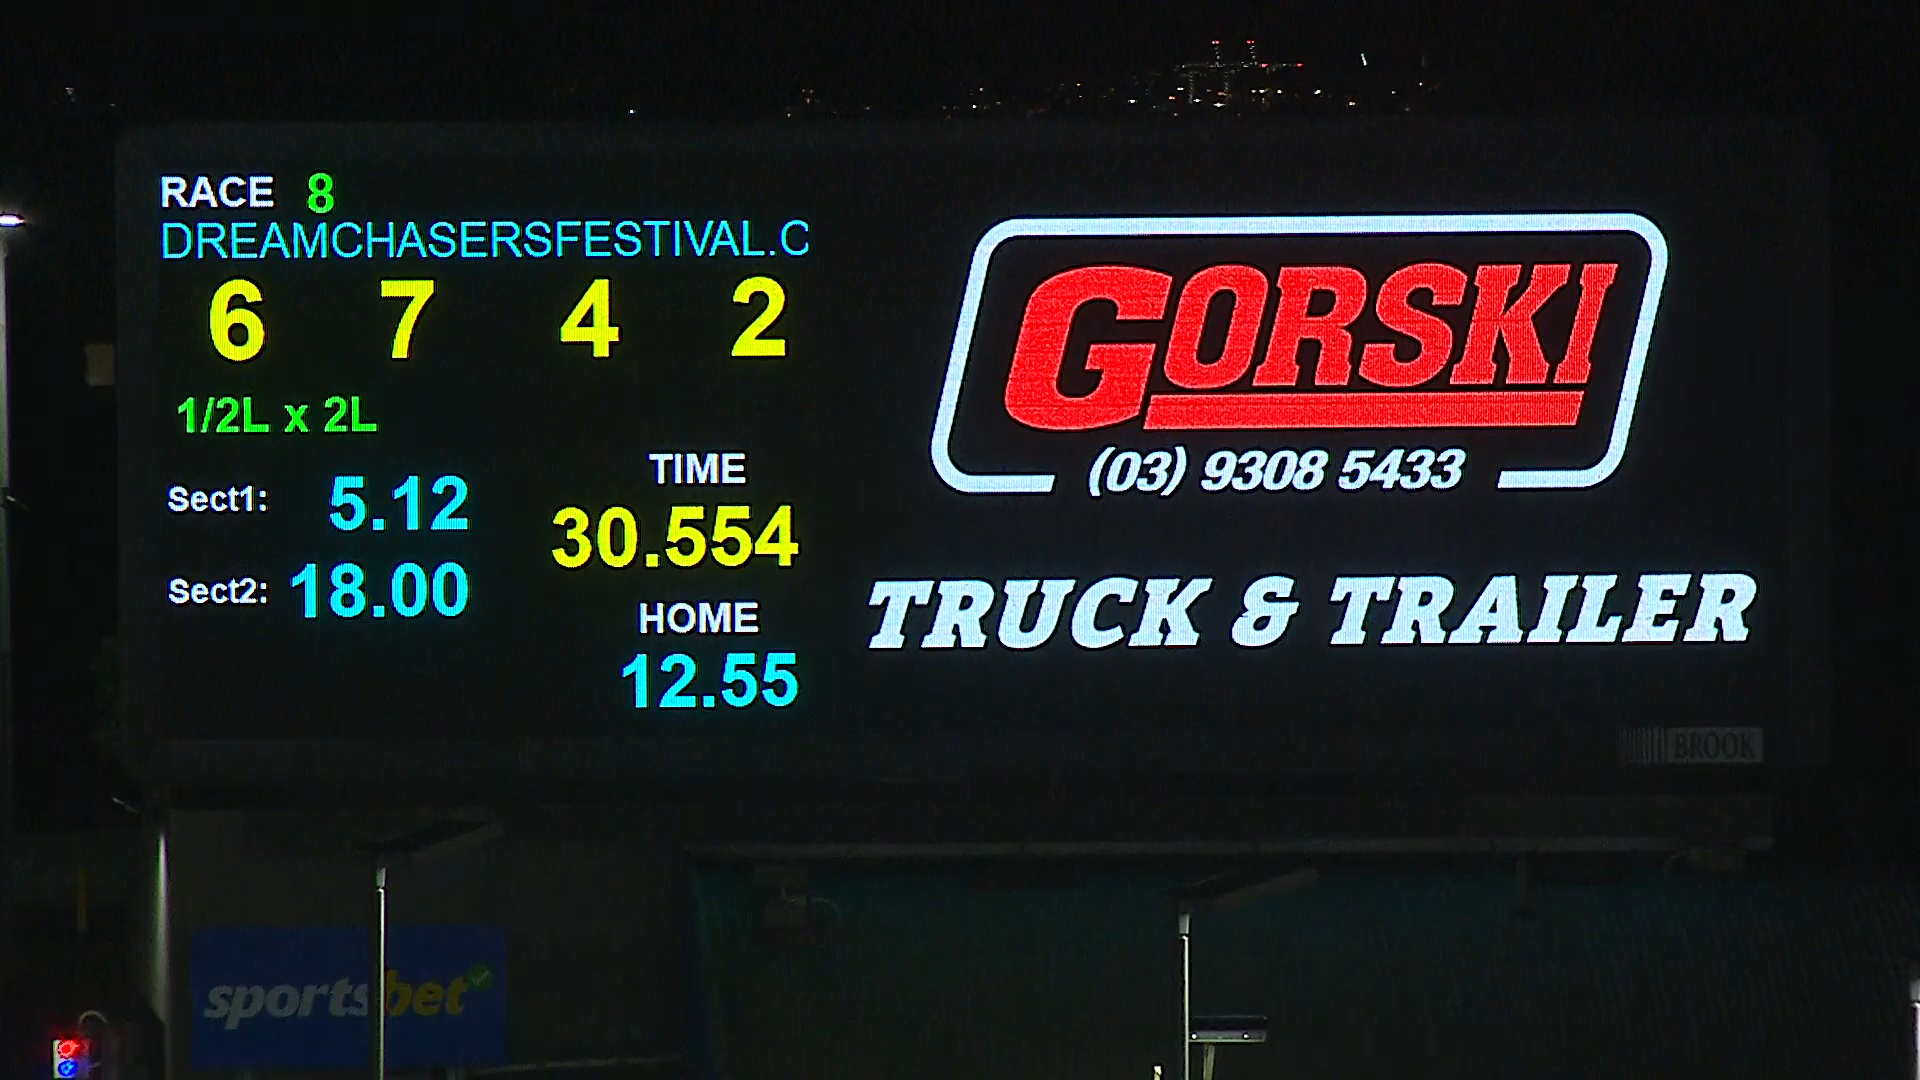 RACE 8
DREAMCHASERSFESTIVAL.C
6 7 4 2
1/2L x 2L
Sect1: 5.12
Sect2: 18.00
TIME
30.554
HOME
12.55
GORSKI
(03) 9308 5433
TRUCK & TRAILER
BROOK
sportsbet